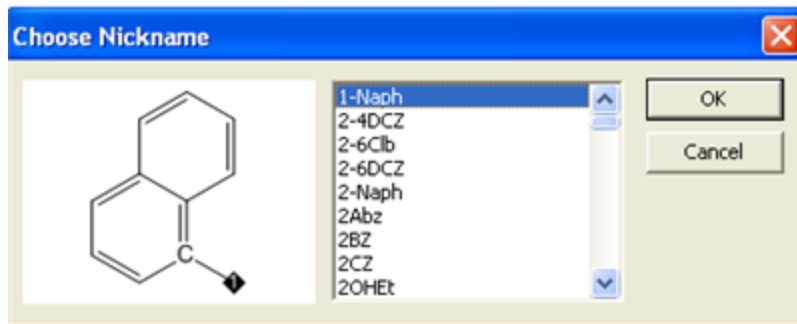 Choose Nickname
C
1
1-Naph
2-4DCZ
2-6Clb
2-6DCZ
2-Naph
2Abz
2BZ
2CZ
2OHEt
OK
Cancel